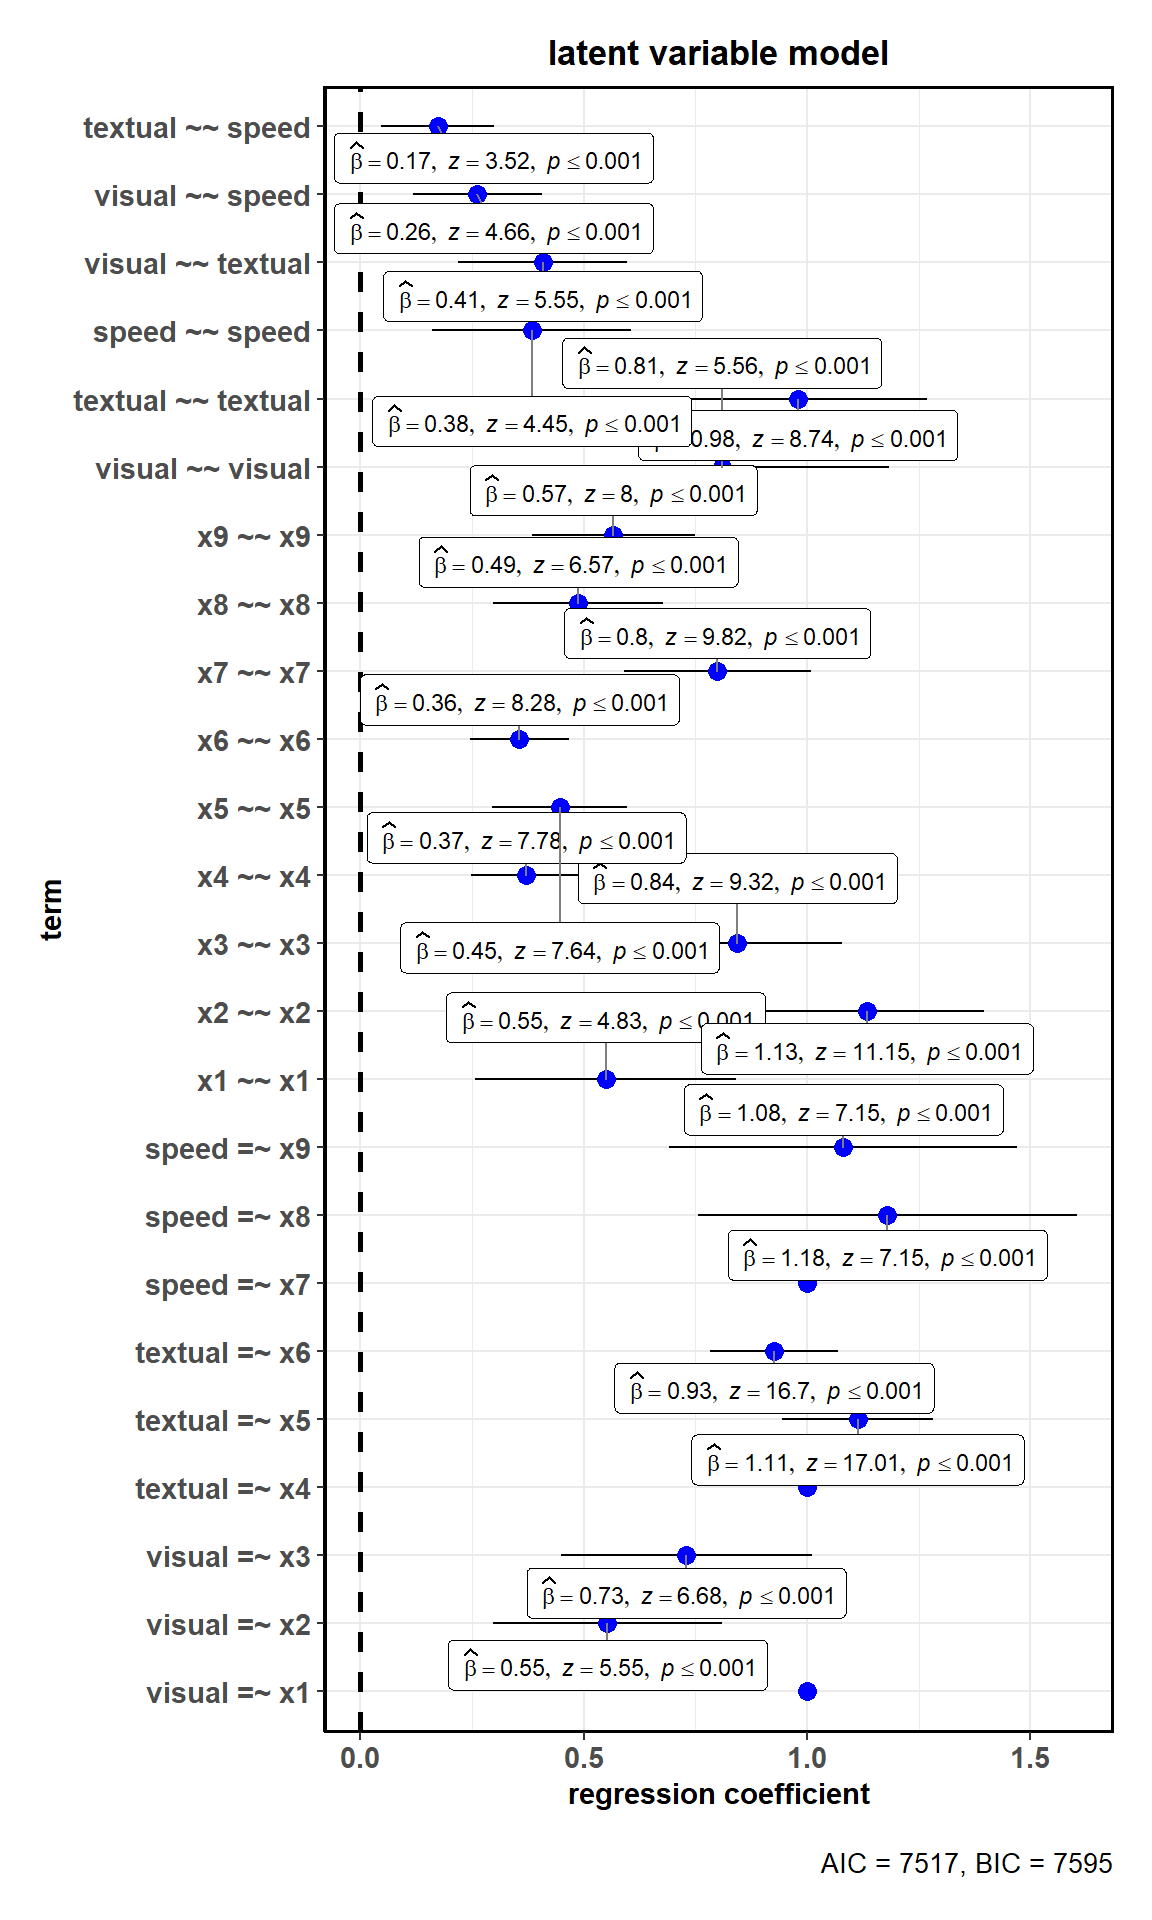 latent variable model
textual ~~ speed
β̂ = 0.17, z = 3.52, p ≤ 0.001
visual ~~ speed
β̂ = 0.26, z = 4.66, p ≤ 0.001
visual ~~ textual
β̂ = 0.41, z = 5.55, p ≤ 0.001
speed ~~ speed
β̂ = 0.81, z = 5.56, p ≤ 0.001
textual ~~ textual
β̂ = 0.38, z = 4.45, p ≤ 0.001
0.98, z = 8.74, p ≤ 0.001
visual ~~ visual
β̂ = 0.57, z = 8, p ≤ 0.001
x9 ~~ x9
β̂ = 0.49, z = 6.57, p ≤ 0.001
x8 ~~ x8
β̂ = 0.8, z = 9.82, p ≤ 0.001
x7 ~~ x7
β̂ = 0.36, z = 8.28, p ≤ 0.001
x6 ~~ x6
x5 ~~ x5
β̂ = 0.37, z = 7.78, p ≤ 0.001
x4 ~~ x4
β̂ = 0.84, z = 9.32, p ≤ 0.001
x3 ~~ x3
β̂ = 0.45, z = 7.64, p ≤ 0.001
x2 ~~ x2
β̂ = 0.55, z = 4.83, p ≤ 0.001
β̂ = 1.13, z = 11.15, p ≤ 0.001
x1 ~~ x1
β̂ = 1.08, z = 7.15, p ≤ 0.001
speed =~ x9
speed =~ x8
β̂ = 1.18, z = 7.15, p ≤ 0.001
speed =~ x7
textual =~ x6
β̂ = 0.93, z = 16.7, p ≤ 0.001
textual =~ x5
β̂ = 1.11, z = 17.01, p ≤ 0.001
textual =~ x4
visual =~ x3
β̂ = 0.73, z = 6.68, p ≤ 0.001
visual =~ x2
β̂ = 0.55, z = 5.55, p ≤ 0.001
visual =~ x1
term
0.0 0.5 1.0 1.5
regression coefficient
AIC = 7517, BIC = 7595